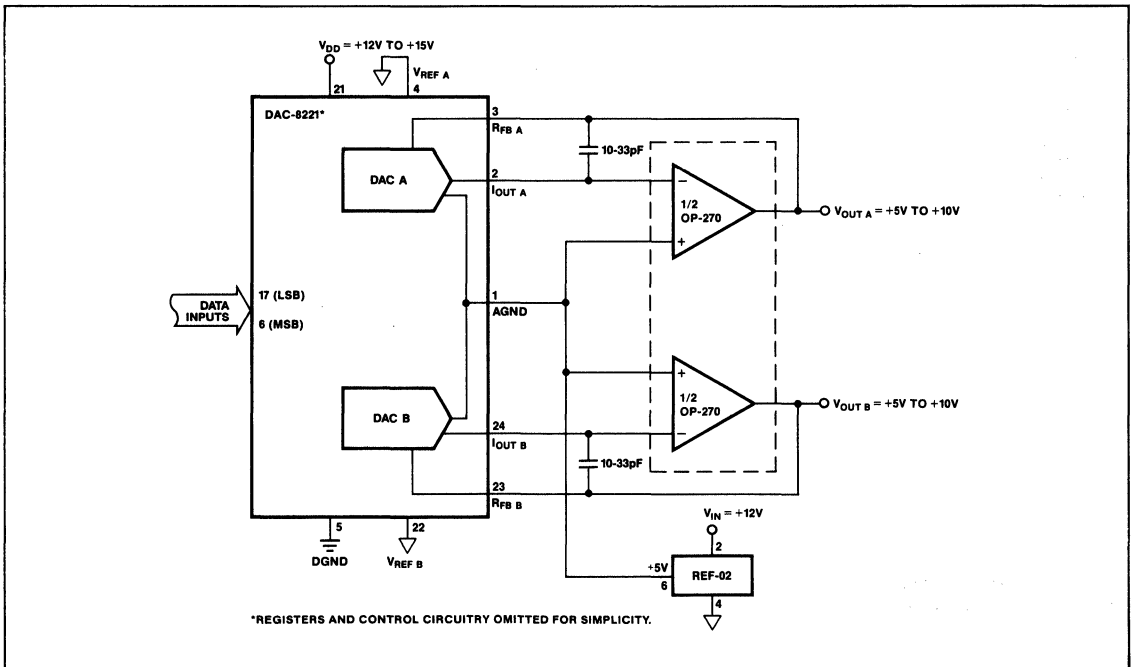 V_DD = +12V TO +15V
V_REF A
21
4
DAC-8221*
3
R_FB A
10-33pF
DAC A
2
I_OUT A
−
1/2
OP-270
+
V_OUT A = +5V TO +10V
17 (LSB)
DATA
INPUTS
6 (MSB)
1
AGND
+
1/2
OP-270
−
V_OUT B = +5V TO +10V
DAC B
24
I_OUT B
10-33pF
23
R_FB B
5
DGND
22
V_REF B
V_IN = +12V
2
+5V
6
REF-02
4
*REGISTERS AND CONTROL CIRCUITRY OMITTED FOR SIMPLICITY.